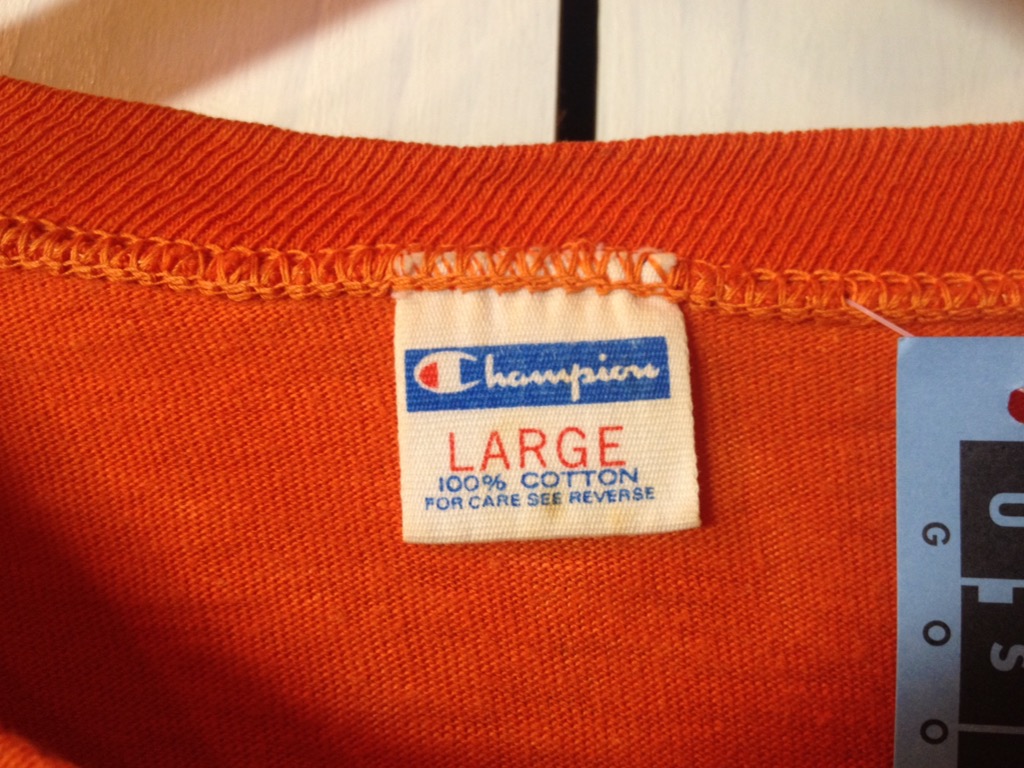 Champion
LARGE
100% COTTON
FOR CARE SEE REVERSE
U
S
G
O
O